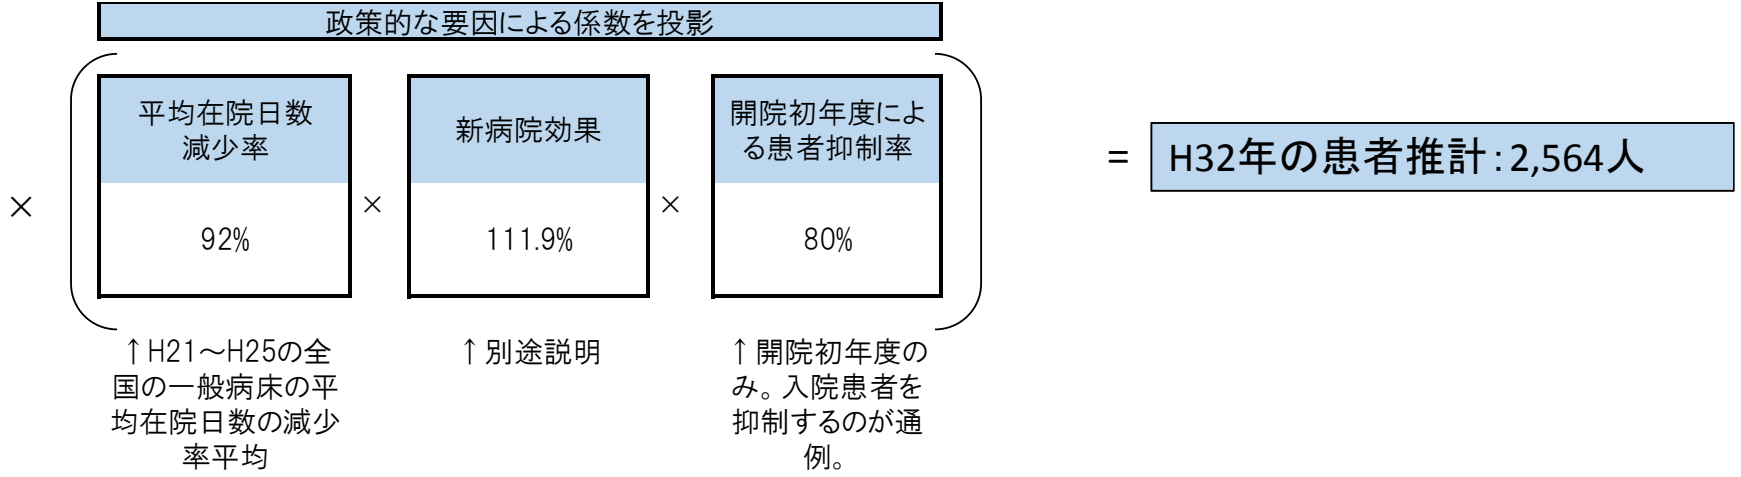 政策的な要因による係数を投影
×
平均在院日数
減少率
92%
×
新病院効果
111.9%
×
開院初年度によ
る患者抑制率
80%
=
H32年の患者推計:2,564人
↑H21～H25の全
国の一般病床の平
均在院日数の減少
率平均
↑別途説明
↑開院初年度の
み。入院患者を
抑制するのが通
例。